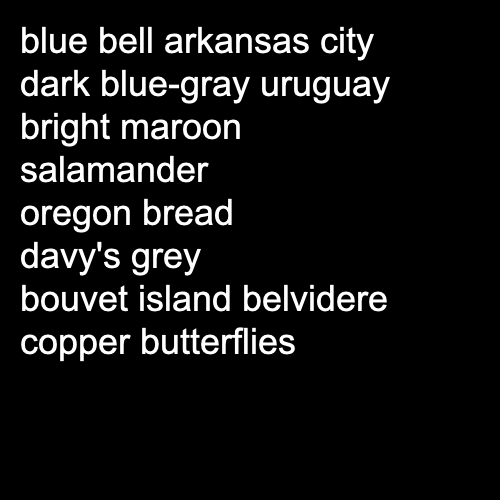 blue bell arkansas city
dark blue-gray uruguay
bright maroon
salamander
oregon bread
davy's grey
bouvet island belvidere
copper butterflies